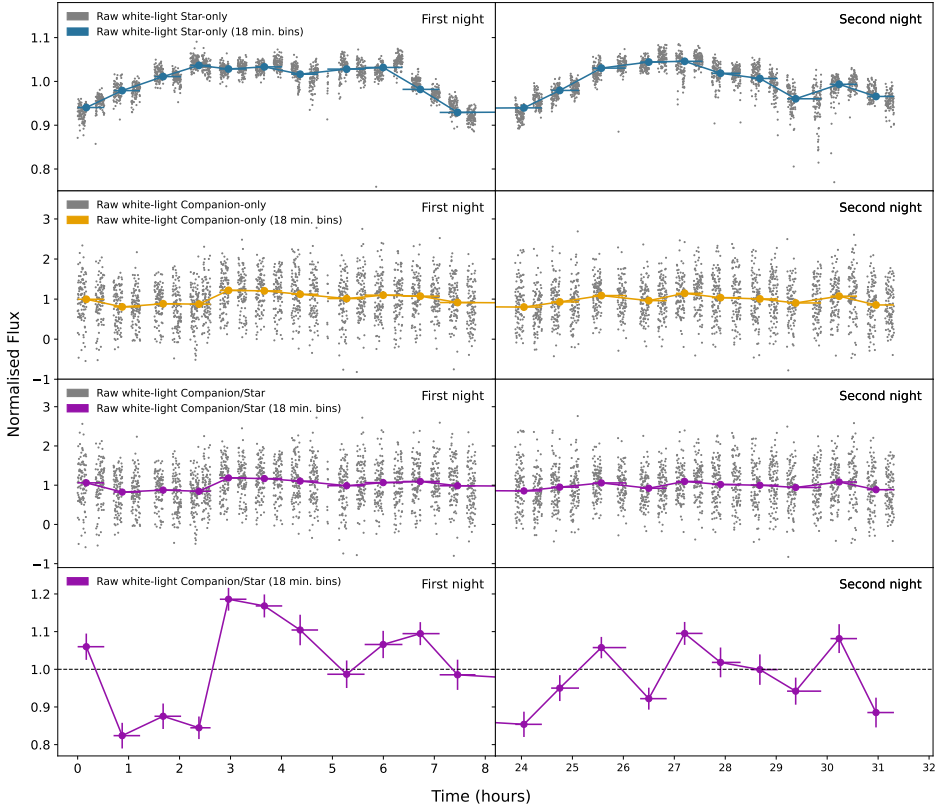 Raw white-light Star-only
Raw white-light Star-only (18 min. bins)
First night
Second night
1.1
1.0
0.9
0.8
Raw white-light Companion-only
Raw white-light Companion-only (18 min. bins)
First night
Second night
3
2
1
0
−1
Raw white-light Companion/Star
Raw white-light Companion/Star (18 min. bins)
First night
Second night
3
2
1
0
−1
Raw white-light Companion/Star (18 min. bins)
First night
Second night
1.2
1.1
1.0
0.9
0.8
0 1 2 3 4 5 6 7 8
24 25 26 27 28 29 30 31 32
Normalised Flux
Time (hours)